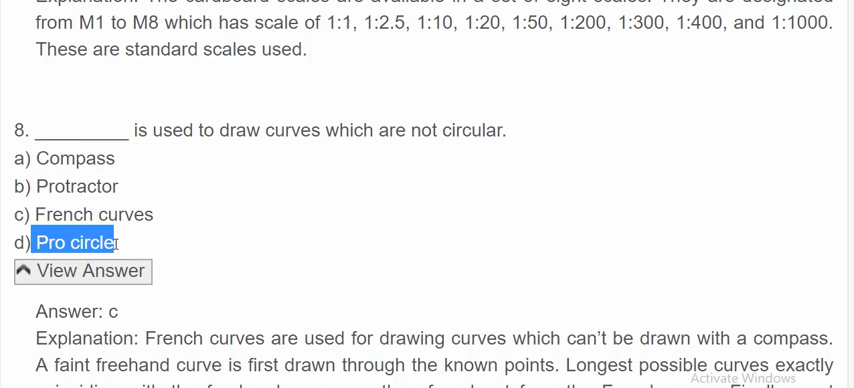 from M1 to M8 which has scale of 1:1, 1:2.5, 1:10, 1:20, 1:50, 1:200, 1:300, 1:400, and 1:1000.
These are standard scales used.
8. _________ is used to draw curves which are not circular.
a) Compass
b) Protractor
c) French curves
d) Pro circle
View Answer
Answer: c
Explanation: French curves are used for drawing curves which can’t be drawn with a compass.
A faint freehand curve is first drawn through the known points. Longest possible curves exactly
Activate Windows